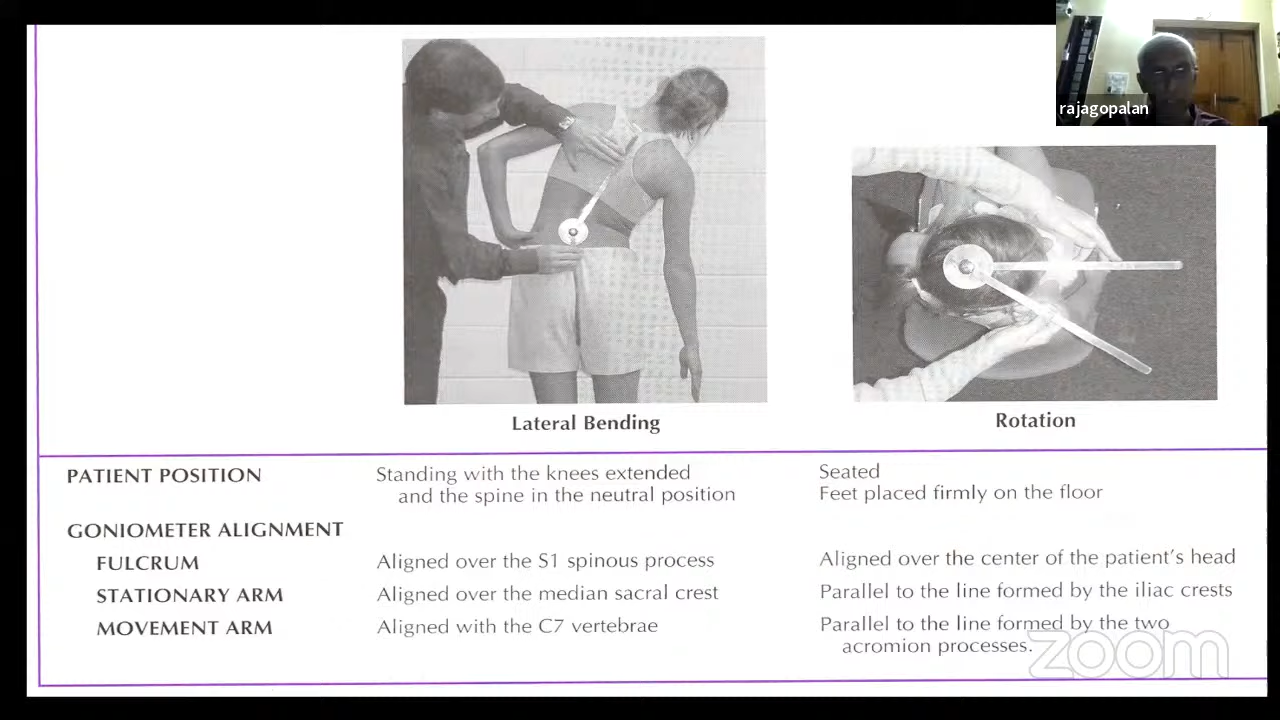 rajagopalan
Lateral Bending
Rotation
PATIENT POSITION
Standing with the knees extended
and the spine in the neutral position
Seated
Feet placed firmly on the floor
GONIOMETER ALIGNMENT
FULCRUM
Aligned over the S1 spinous process
Aligned over the center of the patient's head
STATIONARY ARM
Aligned over the median sacral crest
Parallel to the line formed by the iliac crests
MOVEMENT ARM
Aligned with the C7 vertebrae
Parallel to the line formed by the two
acromion processes.
zoom